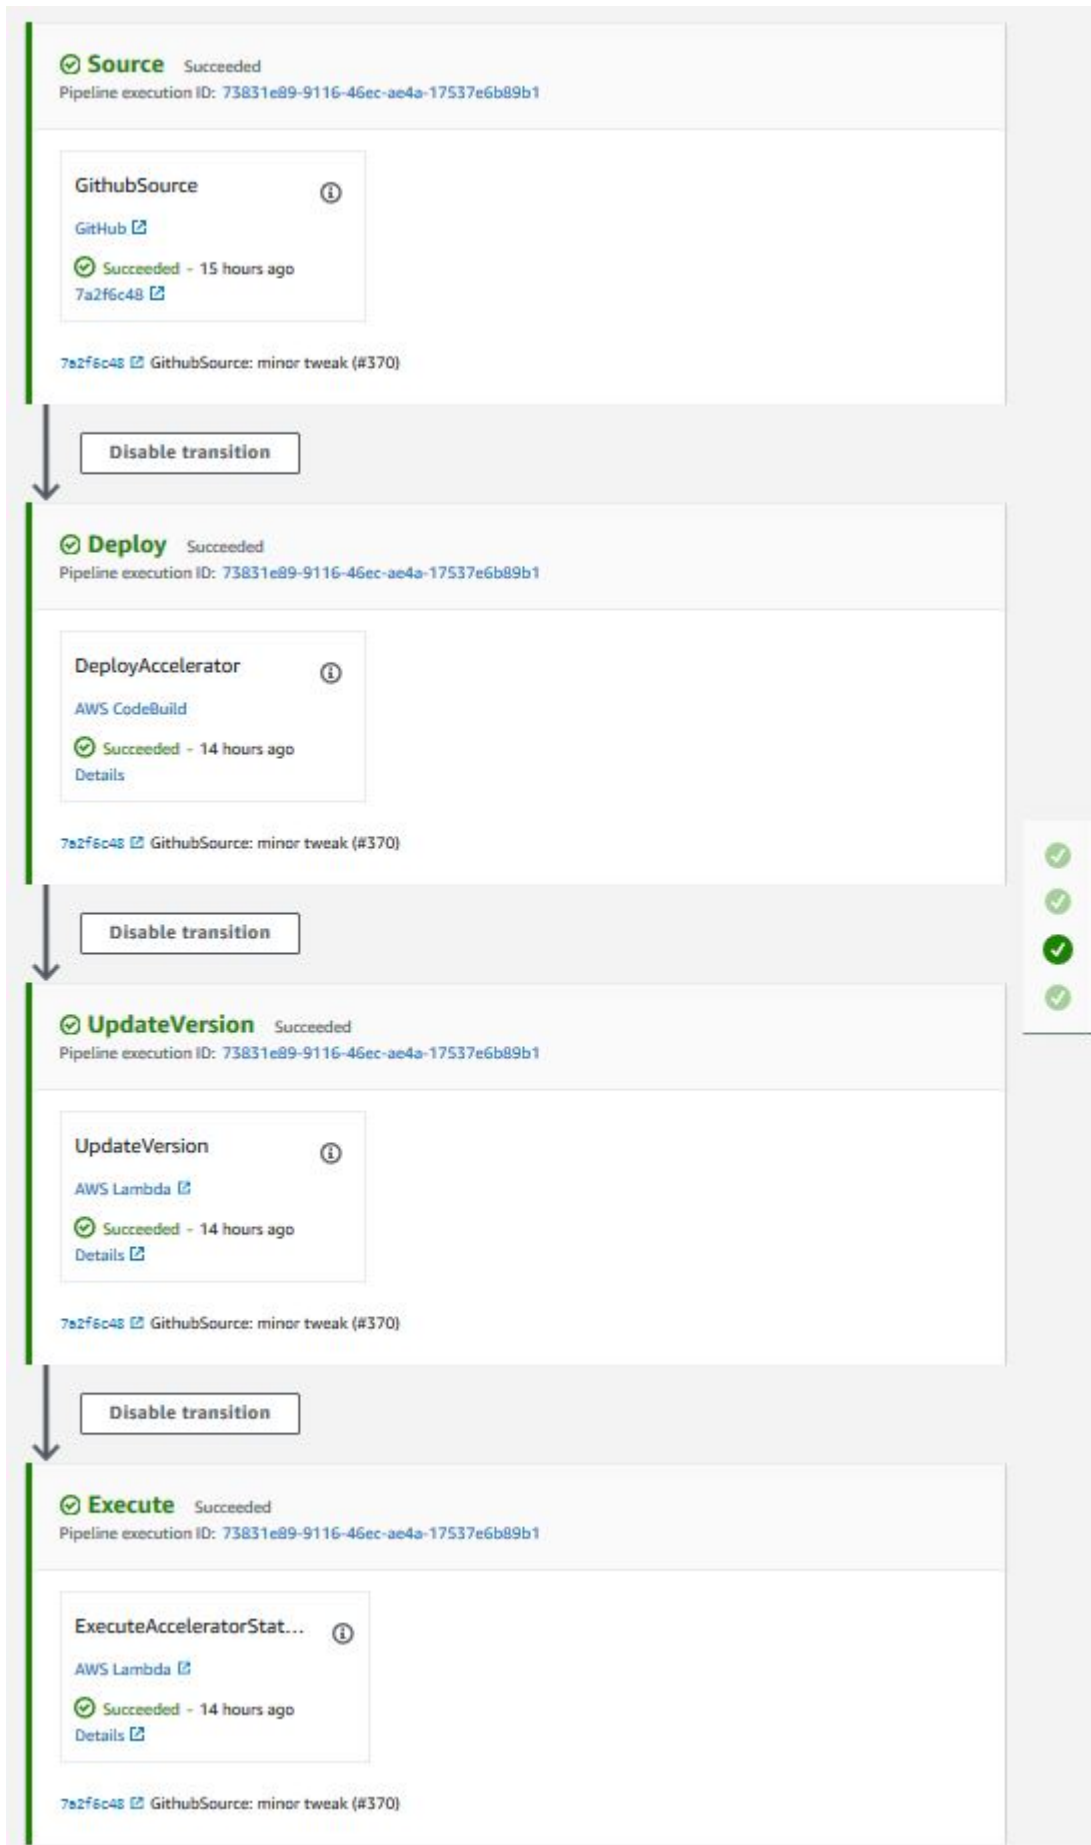 Source Succeeded
Pipeline execution ID: 73831e89-9116-46ec-ae4a-17537e6b89b1
GithubSource
GitHub
Succeeded - 15 hours ago
7a2f6c48
7a2f6c48 GithubSource: minor tweak (#370)
Disable transition
Deploy Succeeded
Pipeline execution ID: 73831e89-9116-46ec-ae4a-17537e6b89b1
DeployAccelerator
AWS CodeBuild
Succeeded - 14 hours ago
Details
7a2f6c48 GithubSource: minor tweak (#370)
Disable transition
UpdateVersion Succeeded
Pipeline execution ID: 73831e89-9116-46ec-ae4a-17537e6b89b1
UpdateVersion
AWS Lambda
Succeeded - 14 hours ago
Details
7a2f6c48 GithubSource: minor tweak (#370)
Disable transition
Execute Succeeded
Pipeline execution ID: 73831e89-9116-46ec-ae4a-17537e6b89b1
ExecuteAcceleratorStat...
AWS Lambda
Succeeded - 14 hours ago
Details
7a2f6c48 GithubSource: minor tweak (#370)